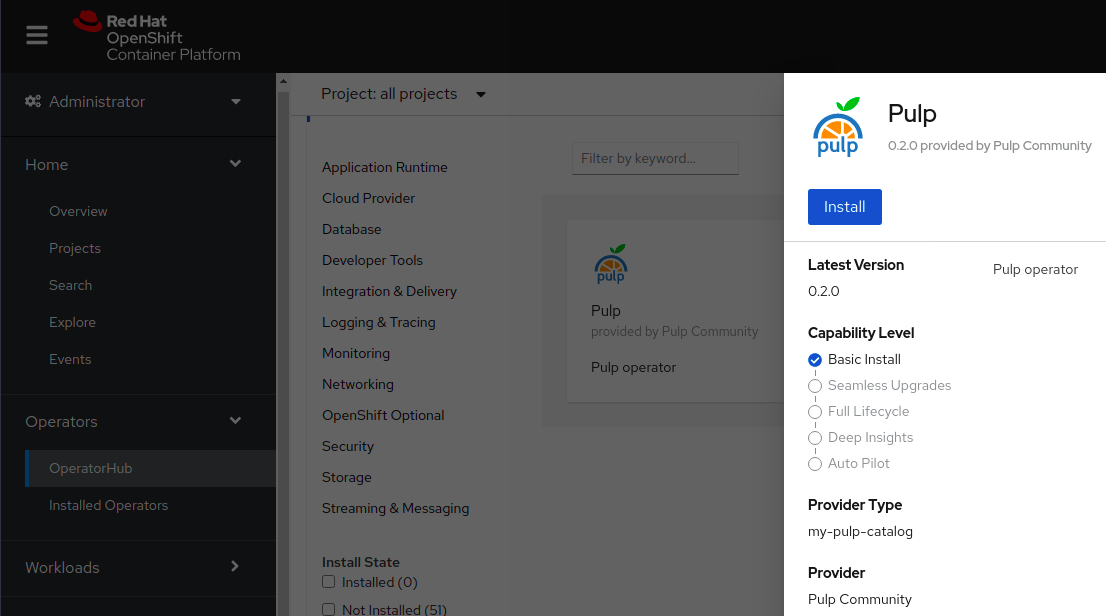 Red Hat
OpenShift
Container Platform
Administrator
Home
Overview
Projects
Search
Explore
Events
Operators
OperatorHub
Installed Operators
Workloads
Project: all projects
Application Runtime
Cloud Provider
Database
Developer Tools
Integration & Delivery
Logging & Tracing
Monitoring
Networking
OpenShift Optional
Security
Storage
Streaming & Messaging
Install State
Installed (0)
Not Installed (51)
Filter by keyword...
pulp
Pulp
provided by Pulp Community
Pulp operator
pulp
Pulp
0.2.0 provided by Pulp Community
Install
Latest Version
0.2.0
Pulp operator
Capability Level
Basic Install
Seamless Upgrades
Full Lifecycle
Deep Insights
Auto Pilot
Provider Type
my-pulp-catalog
Provider
Pulp Community